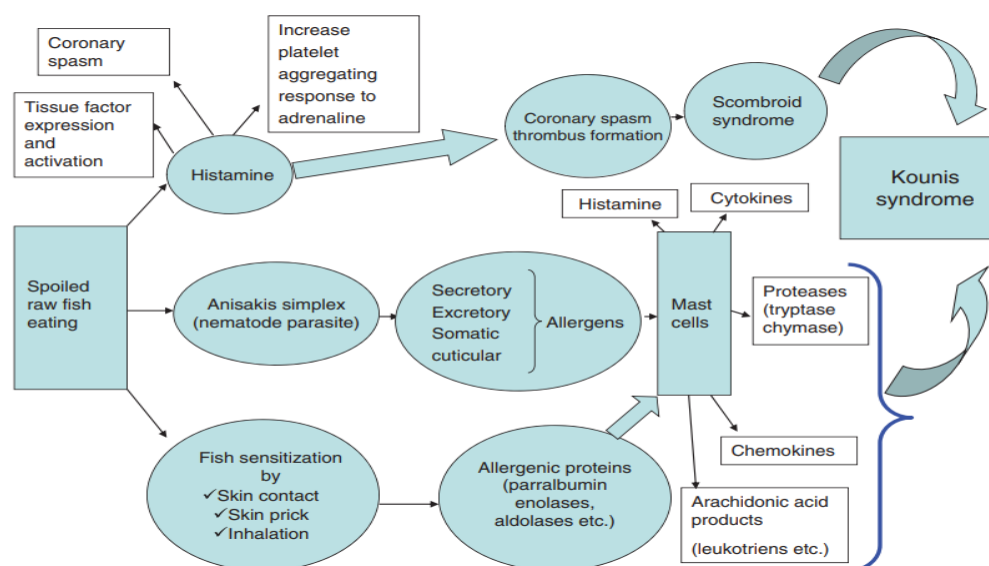 Coronary
spasm
Increase
platelet
aggregating
response to
adrenaline
Tissue factor
expression
and
activation
Histamine
Coronary spasm
thrombus formation
Scombroid
syndrome
Kounis
syndrome
Histamine
Cytokines
Spoiled
raw fish
eating
Anisakis simplex
(nematode parasite)
Secretory
Excretory
Somatic
cuticular
Allergens
Mast
cells
Proteases
(tryptase
chymase)
Fish sensitization
by
✓Skin contact
✓Skin prick
✓Inhalation
Allergenic proteins
(parralbumin
enolases,
aldolases etc.)
Chemokines
Arachidonic acid
products
(leukotriens etc.)